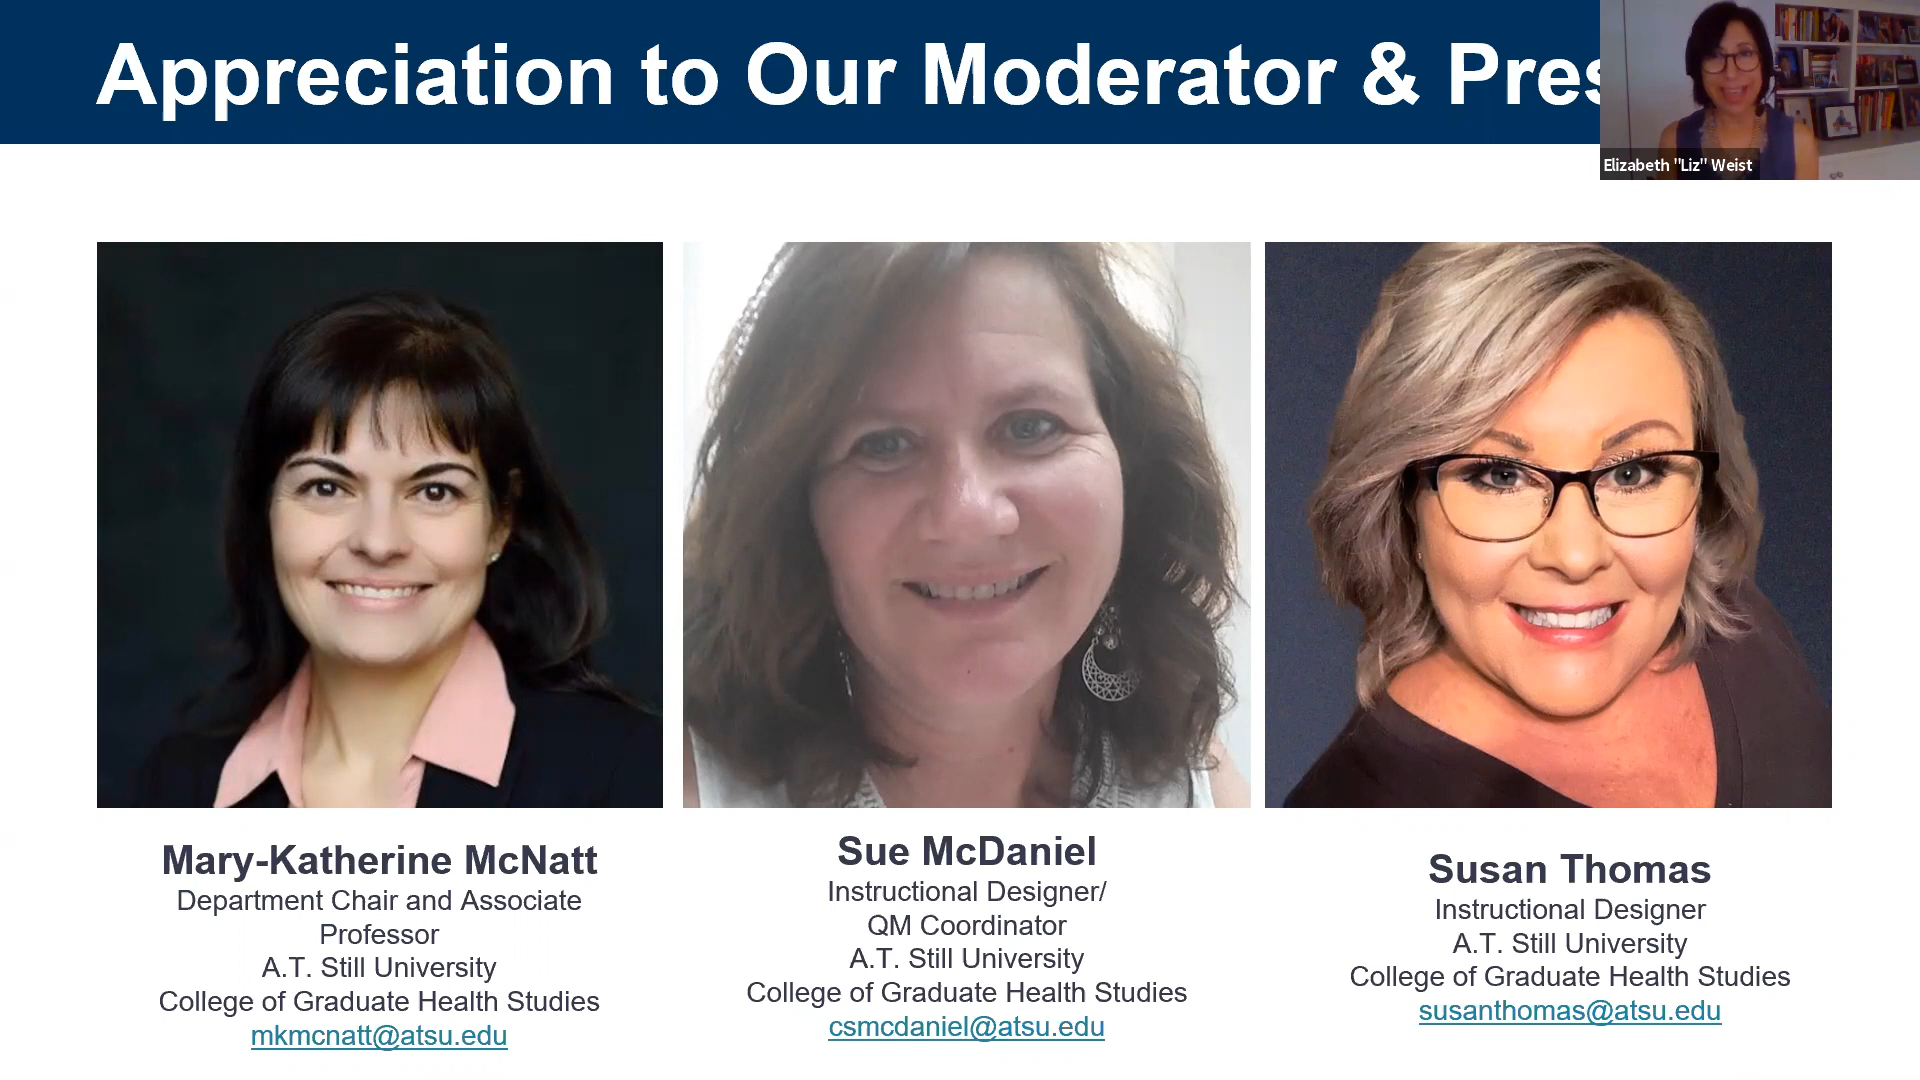 Appreciation to Our Moderator & Pres
Elizabeth "Liz" Weist
Mary-Katherine McNatt
Department Chair and Associate
Professor
A.T. Still University
College of Graduate Health Studies
mkmcnatt@atsu.edu
Sue McDaniel
Instructional Designer/
QM Coordinator
A.T. Still University
College of Graduate Health Studies
csmcdaniel@atsu.edu
Susan Thomas
Instructional Designer
A.T. Still University
College of Graduate Health Studies
susanthomas@atsu.edu